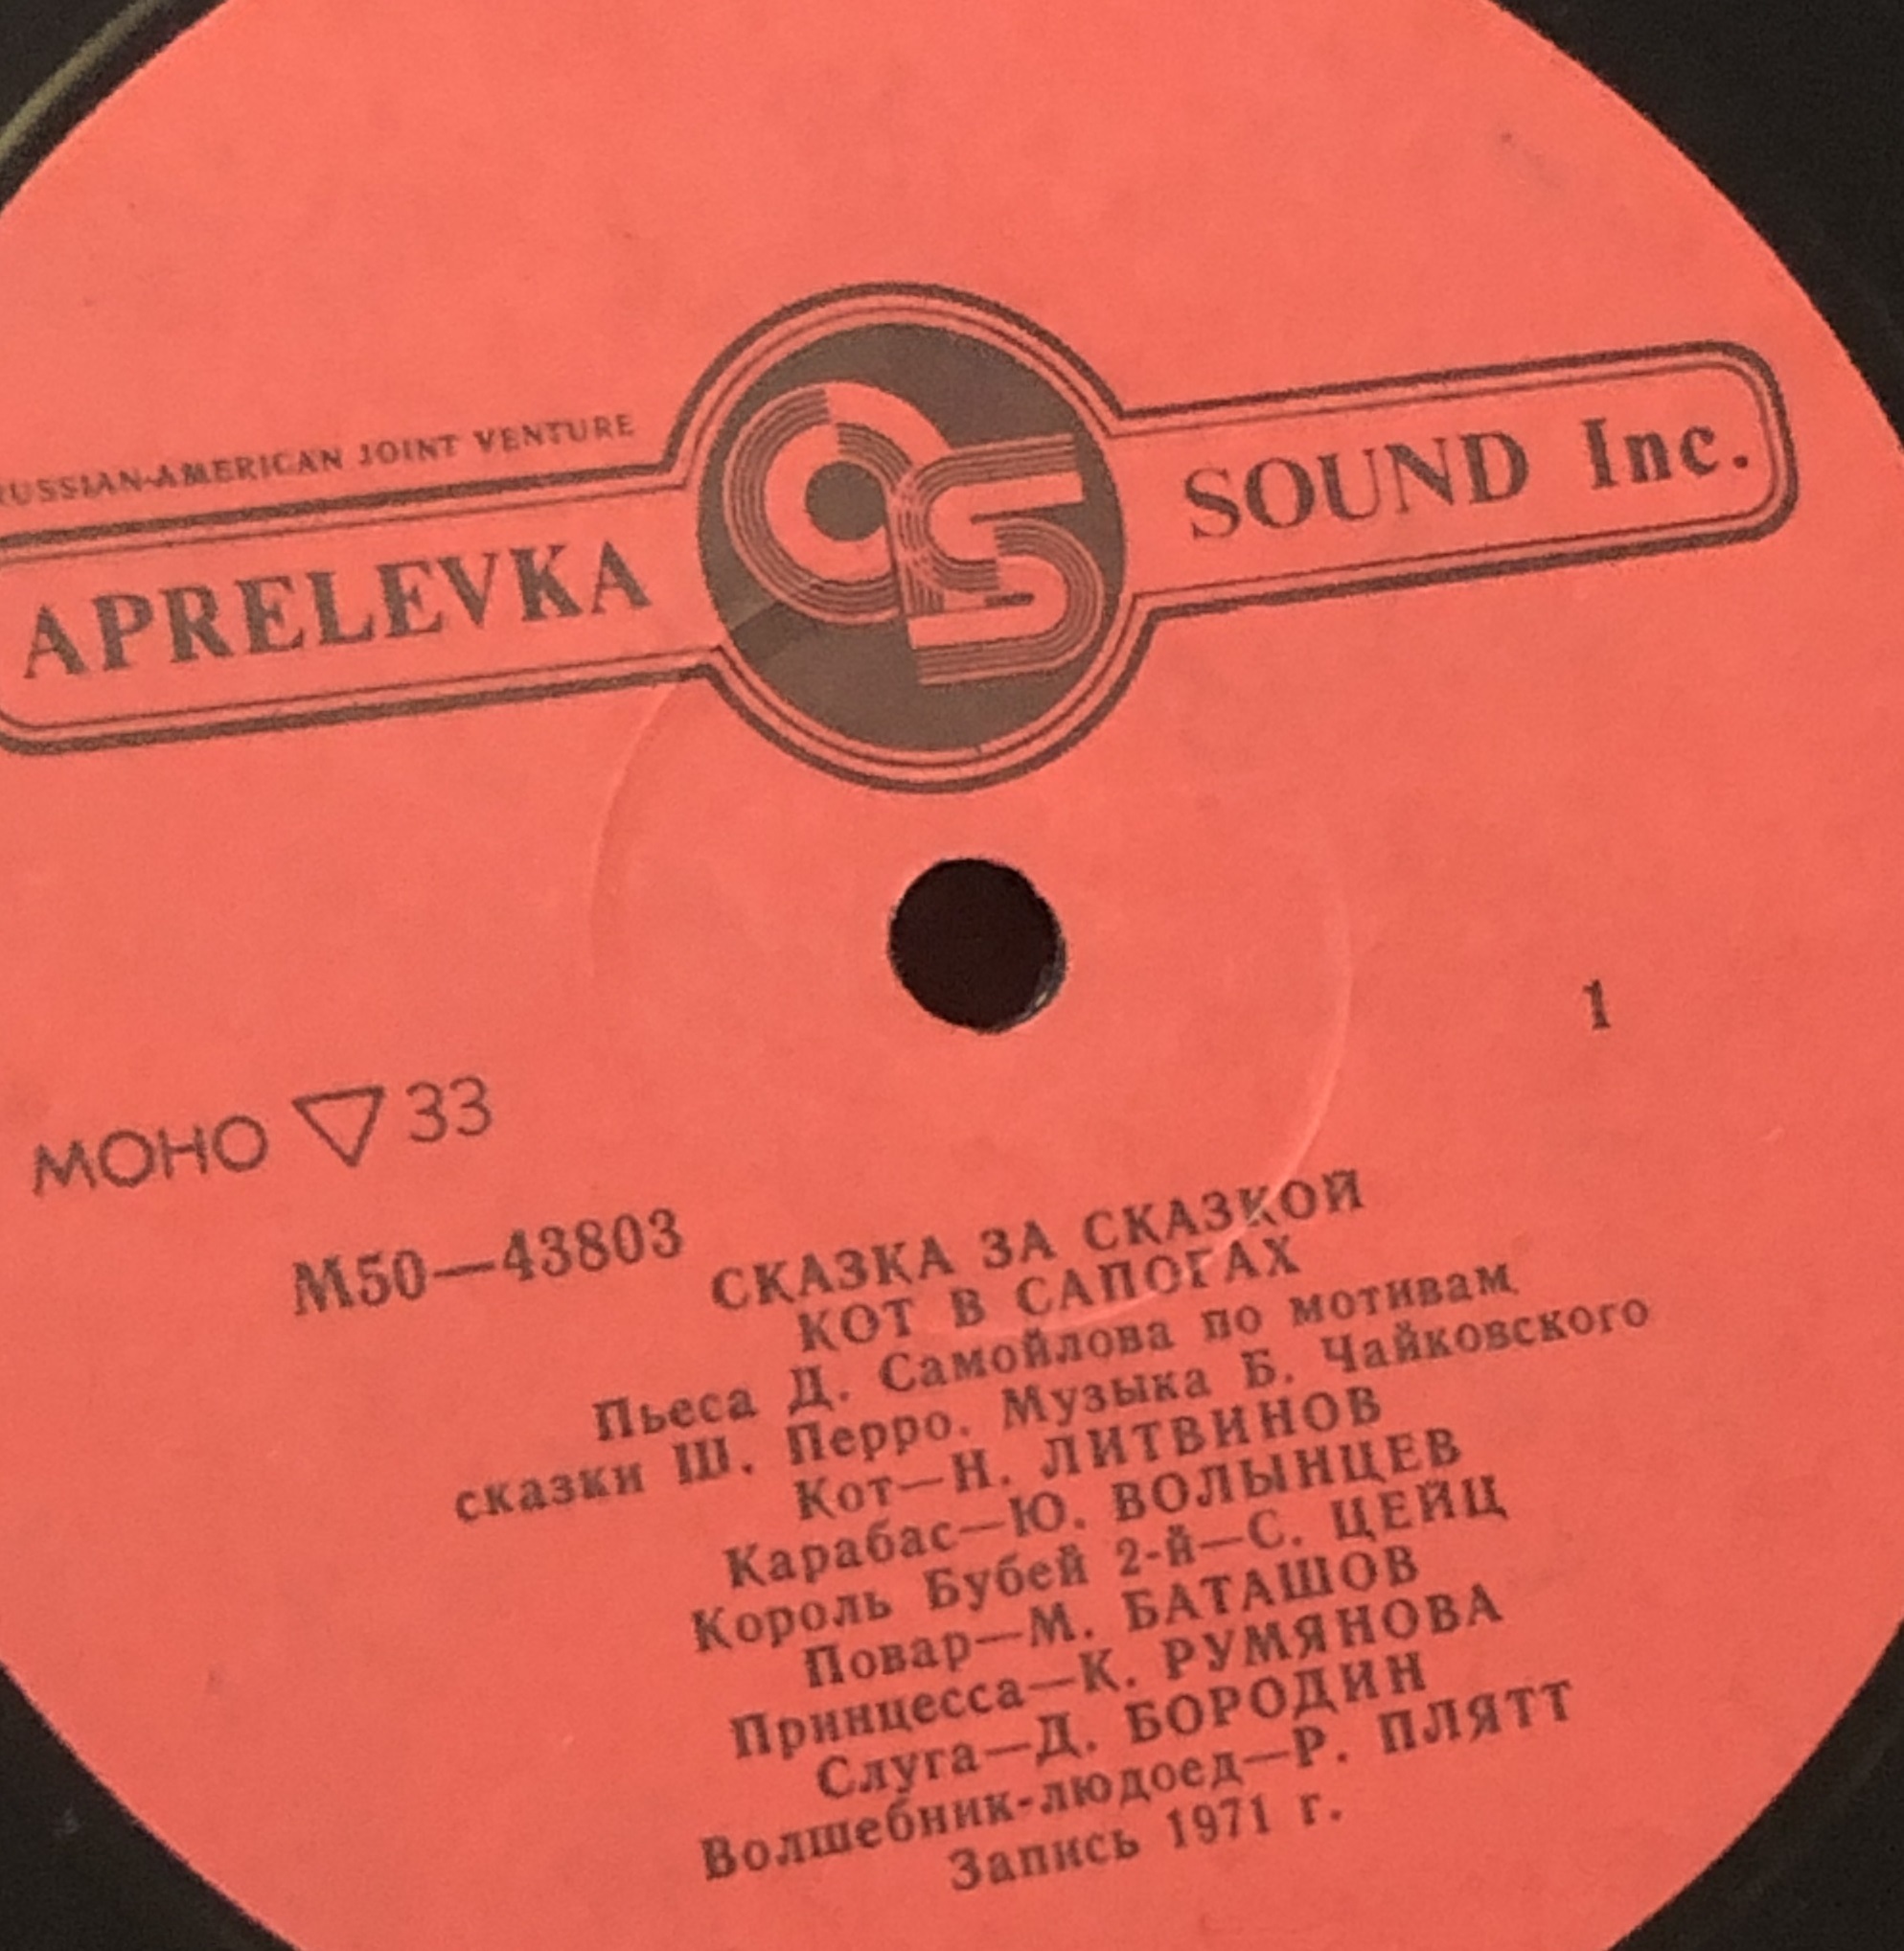 RUSSIAN-AMERICAN JOINT VENTURE
APRELEVKA SOUND Inc.
1
МОНО ▽ 33
М50—43803
СКАЗКА ЗА СКАЗКОЙ
КОТ В САПОГАХ
Пьеса Д. Самойлова по мотивам
сказки Ш. Перро. Музыка Б. Чайковского
Кот—Н. ЛИТВИНОВ
Карабас—Ю. ВОЛЫНЦЕВ
Король Бубей 2-й—С. ЦЕЙЦ
Повар—М. БАТАШОВ
Принцесса—К. РУМЯНОВА
Слуга—Д. БОРОДИН
Волшебник-людоед—Р. ПЛЯТТ
Запись 1971 г.